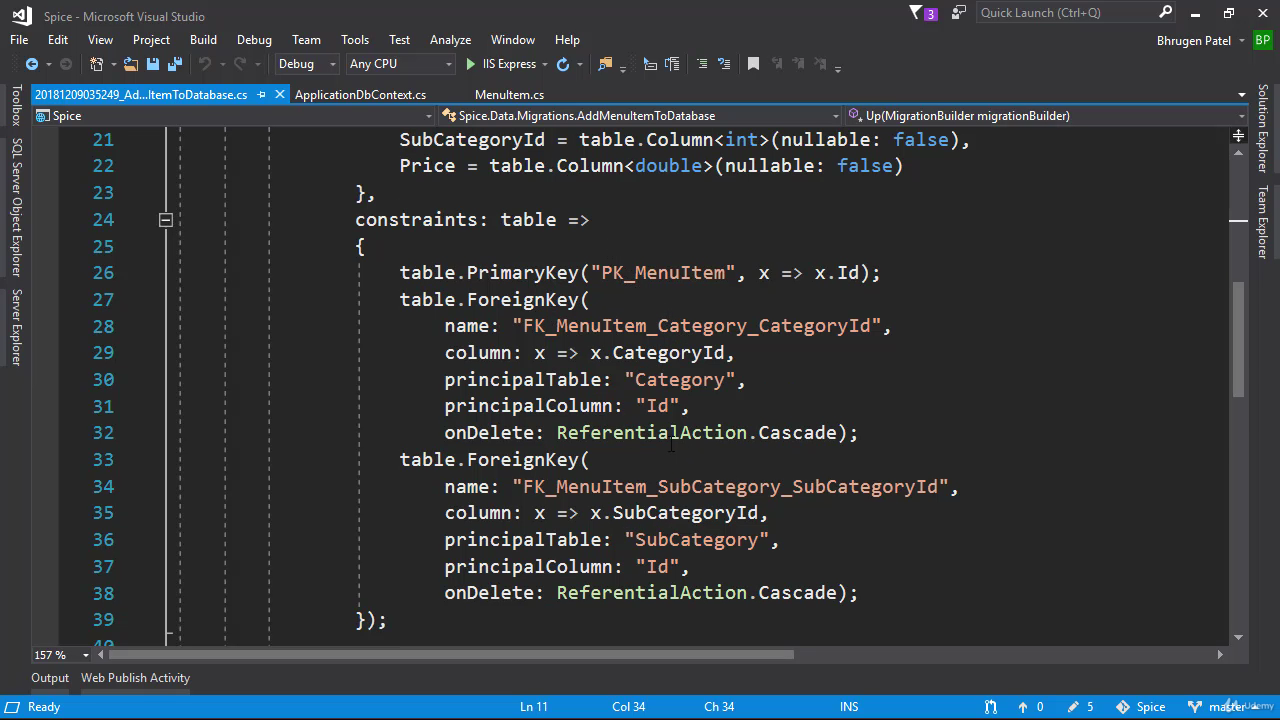 Spice - Microsoft Visual Studio
3
Quick Launch (Ctrl+Q)
File Edit View Project Build Debug Team Tools Test Analyze Window Help
Bhrugen Patel BP
Debug Any CPU IIS Express
20181209035249_Ad...ItemToDatabase.cs ApplicationDbContext.cs MenuItem.cs
Spice Spice.Data.Migrations.AddMenuItemToDatabase Up(MigrationBuilder migrationBuilder)
Toolbox
SQL Server Object Explorer
Server Explorer
Solution Explorer
Team Explorer
21 SubCategoryId = table.Column<int>(nullable: false),
22 Price = table.Column<double>(nullable: false)
23 },
24 constraints: table =>
25 {
26 table.PrimaryKey("PK_MenuItem", x => x.Id);
27 table.ForeignKey(
28 name: "FK_MenuItem_Category_CategoryId",
29 column: x => x.CategoryId,
30 principalTable: "Category",
31 principalColumn: "Id",
32 onDelete: ReferentialAction.Cascade);
33 table.ForeignKey(
34 name: "FK_MenuItem_SubCategory_SubCategoryId",
35 column: x => x.SubCategoryId,
36 principalTable: "SubCategory",
37 principalColumn: "Id",
38 onDelete: ReferentialAction.Cascade);
39 });
40
157 %
Output Web Publish Activity
Ready Ln 11 Col 34 Ch 34 INS 0 5 Spice master
Udemy